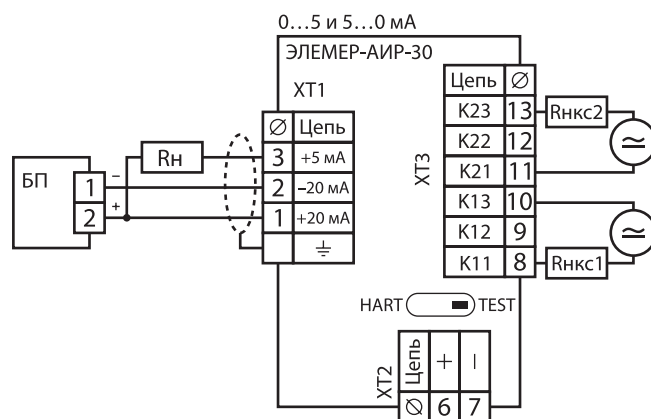 0...5 и 5...0 мА
ЭЛЕМЕР-АИР-30
XT1
∅ Цепь
3 +5 мА
2 –20 мА
1 +20 мА
Rн
БП
1 –
2 +
XT3
Цепь ∅
K23 13
K22 12
K21 11
K13 10
K12 9
K11 8
Rнкс2
Rнкс1
HART TEST
XT2
Цепь + –
∅ 6 7